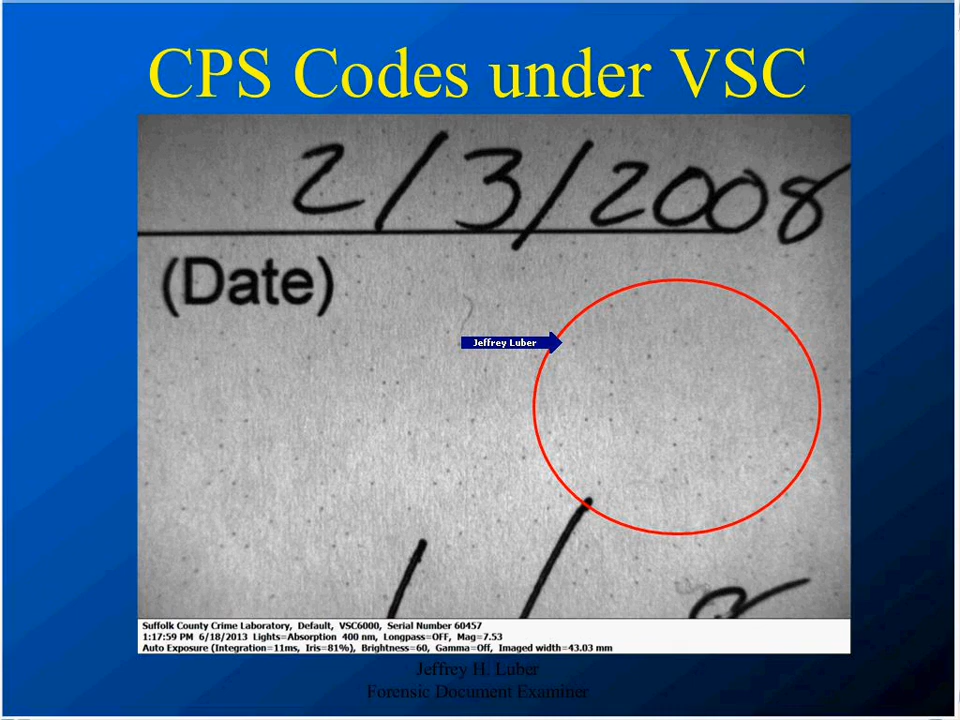 CPS Codes under VSC
2/3/2008
(Date)
Jeffrey Luber
Suffolk County Crime Laboratory, Default, VSC6000, Serial Number 60457
1:17:59 PM 6/18/2013 Lights=Absorption 400 nm, Longpass=OFF, Mag=7.53
Auto Exposure (Integration=11ms, Iris=81%), Brightness=60, Gamma=Off, Imaged width=43.03 mm
Jeffrey H. Luber
Forensic Document Examiner